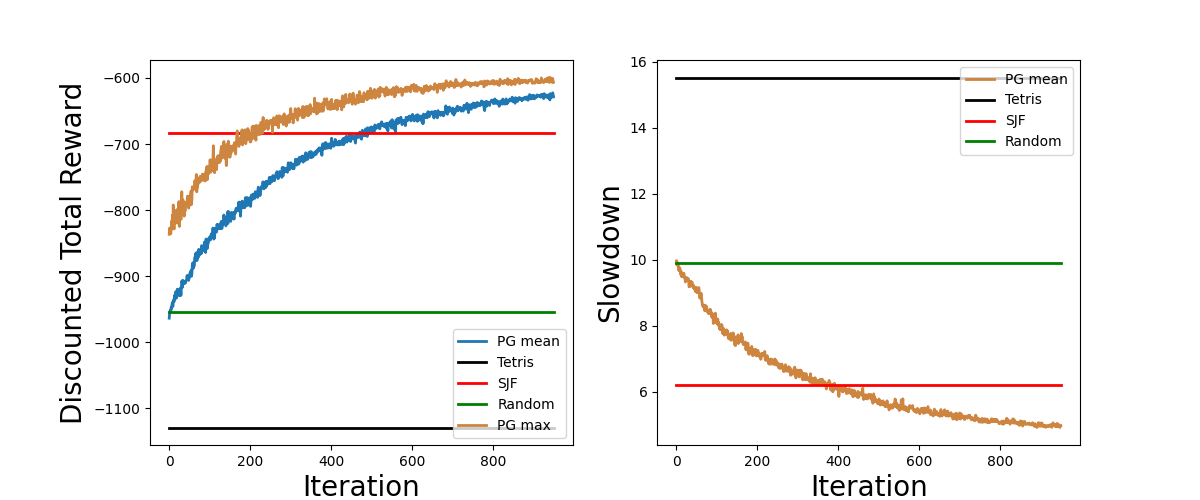 Discounted Total Reward
−600
−700
−800
−900
−1000
−1100
0
200
400
600
800
Iteration
PG mean
Tetris
SJF
Random
PG max
Slowdown
16
14
12
10
8
6
0
200
400
600
800
Iteration
PG mean
Tetris
SJF
Random